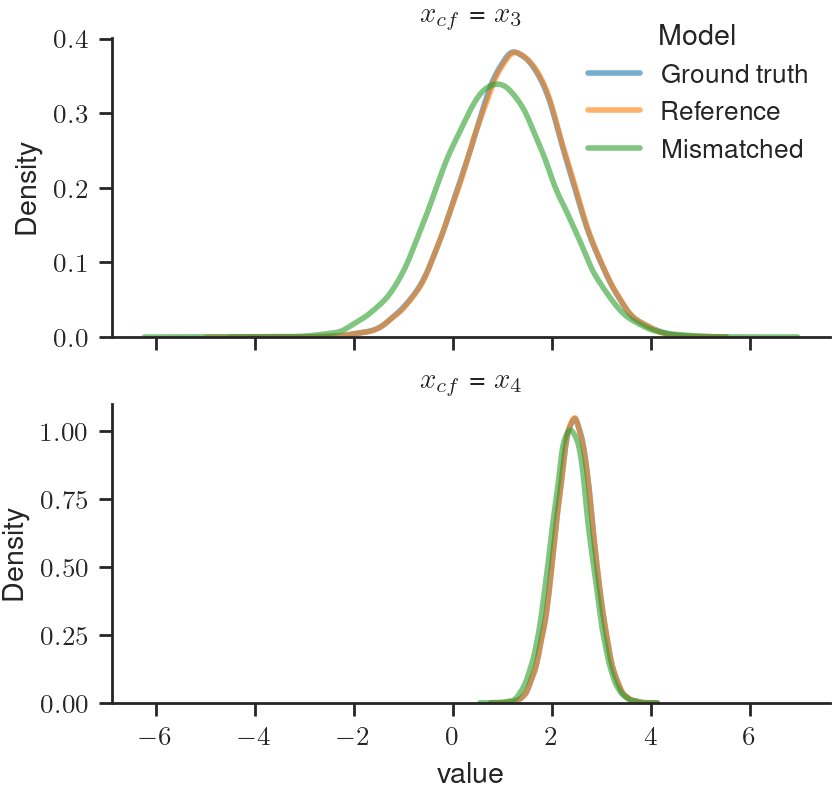 x_cf = x_3
Model
Ground truth
Reference
Mismatched
Density
0.4
0.3
0.2
0.1
0.0
x_cf = x_4
Density
1.00
0.75
0.50
0.25
0.00
−6 −4 −2 0 2 4 6
value